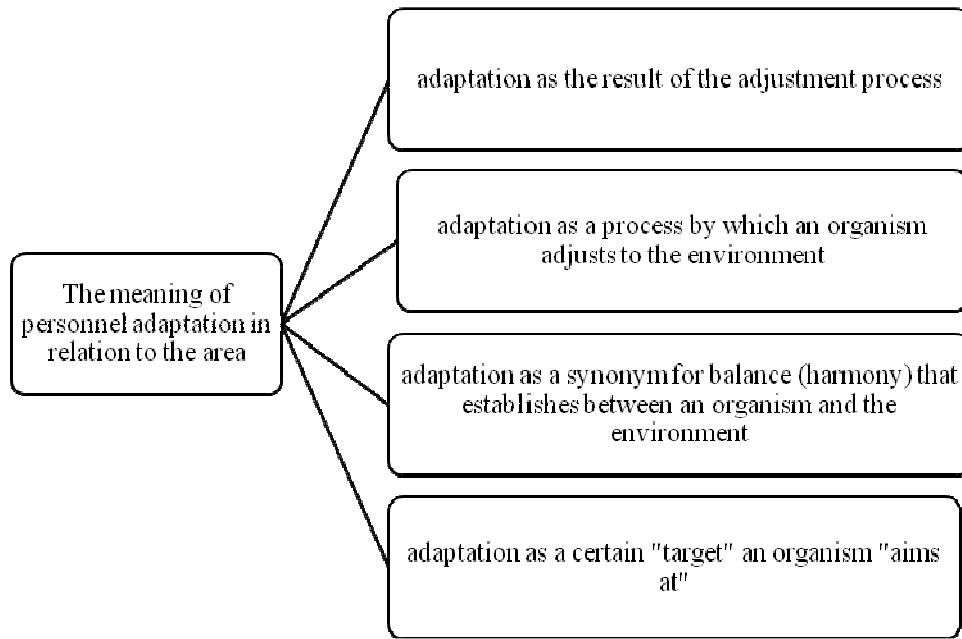 The meaning of
personnel adaptation in
relation to the area
adaptation as the result of the adjustment process
adaptation as a process by which an organism
adjusts to the environment
adaptation as a synonym for balance (harmony) that
establishes between an organism and the
environment
adaptation as a certain "target" an organism "aims
at"